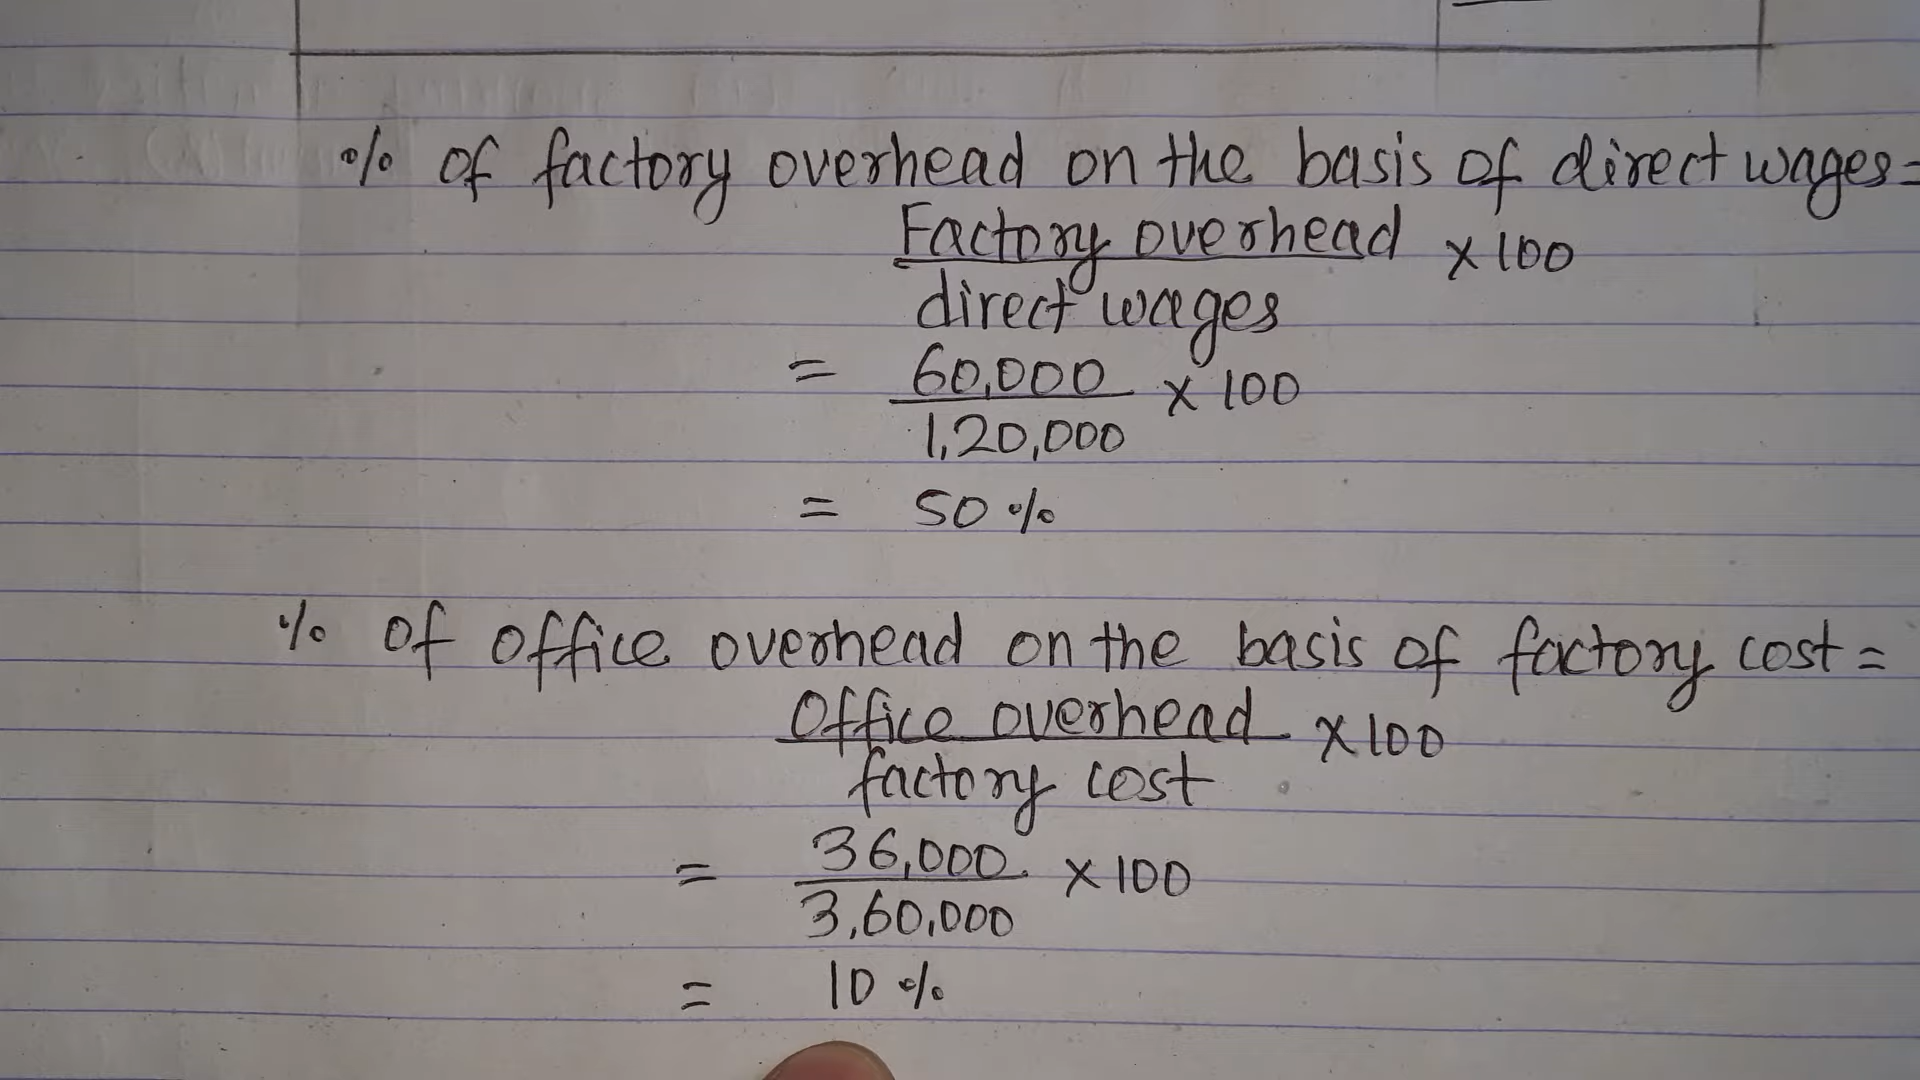 % of factory overhead on the basis of direct wages=
Factory overhead × 100
direct wages
= 60,000 × 100
1,20,000
= 50 %
% of office overhead on the basis of factory cost =
Office overhead × 100
factory cost
= 36,000 × 100
3,60,000
= 10 %